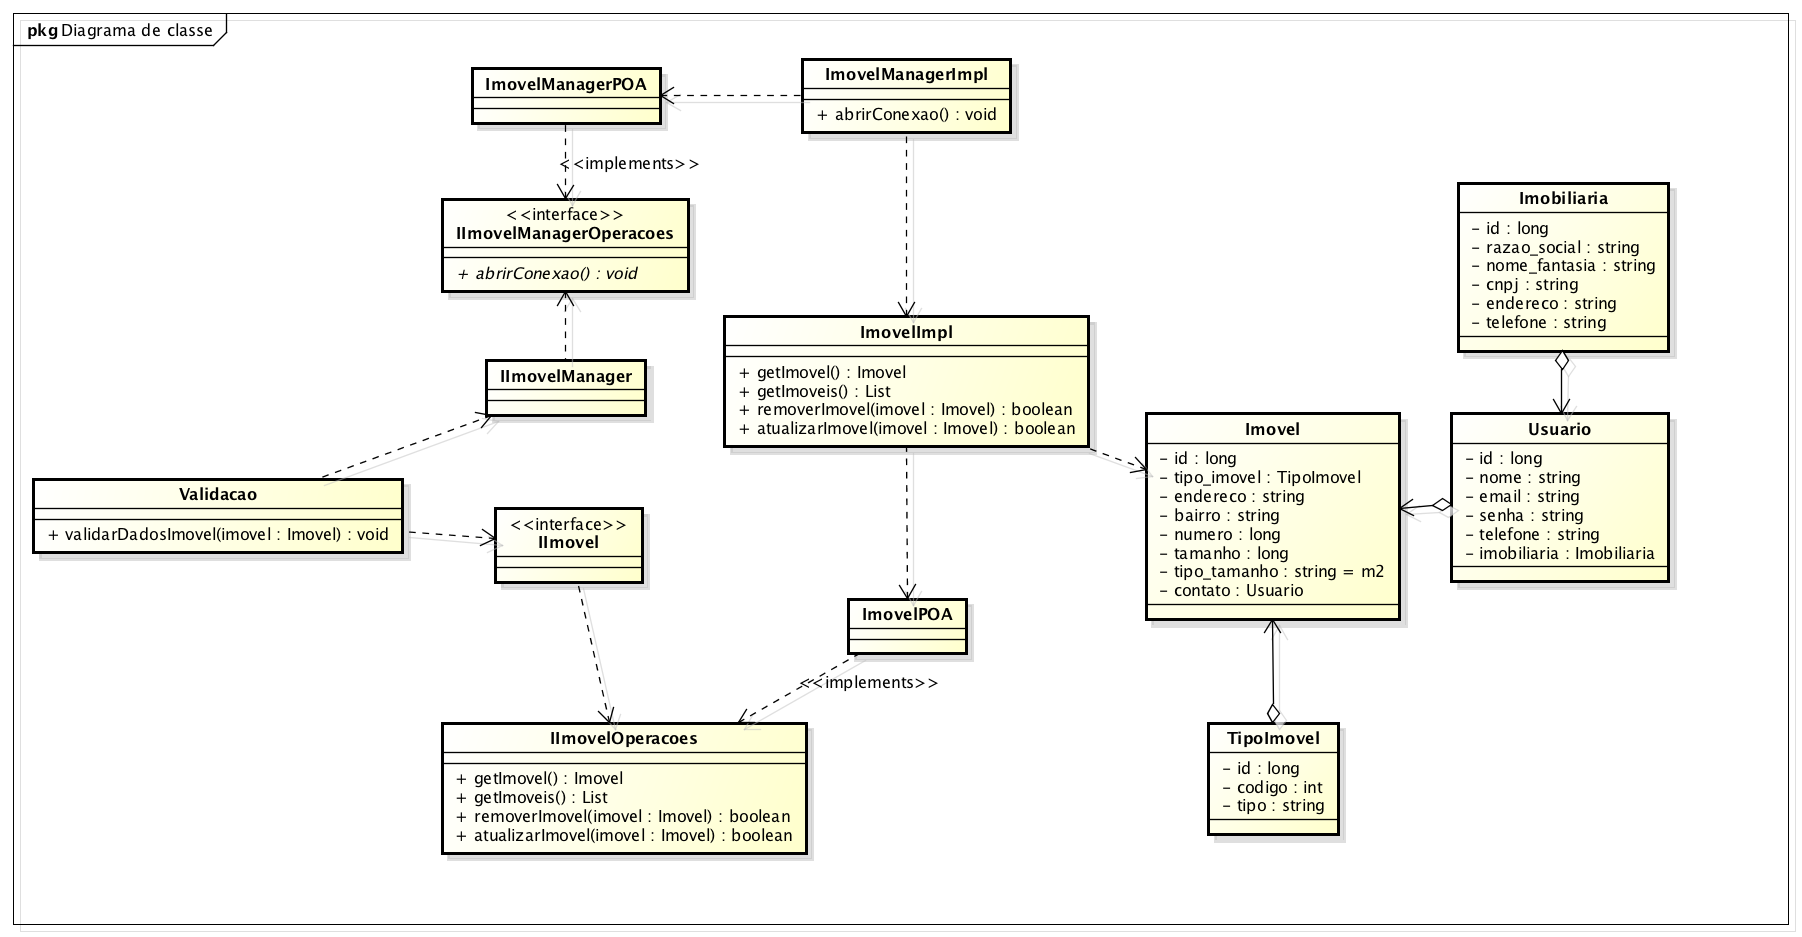 pkg Diagrama de classe
ImovelManagerPOA
ImovelManagerImpl
+ abrirConexao() : void
<<implements>>
<<interface>>
IImovelManagerOperacoes
+ abrirConexao() : void
Imobiliaria
- id : long
- razao_social : string
- nome_fantasia : string
- cnpj : string
- endereco : string
- telefone : string
ImovelImpl
+ getImovel() : Imovel
+ getImoveis() : List
+ removerImovel(imovel : Imovel) : boolean
+ atualizarImovel(imovel : Imovel) : boolean
IImovelManager
Imovel
- id : long
- tipo_imovel : TipoImovel
- endereco : string
- bairro : string
- numero : long
- tamanho : long
- tipo_tamanho : string = m2
- contato : Usuario
Usuario
- id : long
- nome : string
- email : string
- senha : string
- telefone : string
- imobiliaria : Imobiliaria
Validacao
+ validarDadosImovel(imovel : Imovel) : void
<<interface>>
IImovel
ImovelPOA
<<implements>>
IImovelOperacoes
+ getImovel() : Imovel
+ getImoveis() : List
+ removerImovel(imovel : Imovel) : boolean
+ atualizarImovel(imovel : Imovel) : boolean
TipoImovel
- id : long
- codigo : int
- tipo : string